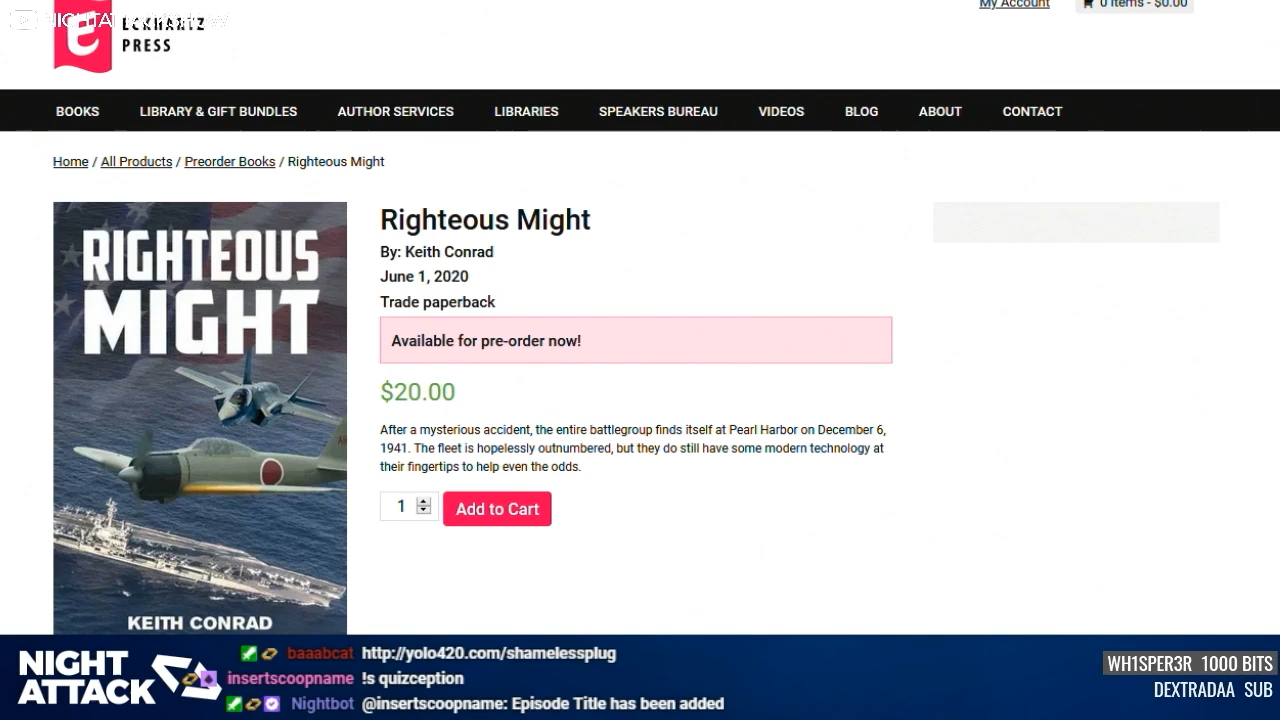 NIGHTATTACKSHOW
ECKHARTZ
PRESS
My Account
0 items - $0.00
BOOKS LIBRARY & GIFT BUNDLES AUTHOR SERVICES LIBRARIES SPEAKERS BUREAU VIDEOS BLOG ABOUT CONTACT
Home / All Products / Preorder Books / Righteous Might
RIGHTEOUS
MIGHT
KEITH CONRAD
Righteous Might
By: Keith Conrad
June 1, 2020
Trade paperback
Available for pre-order now!
$20.00
After a mysterious accident, the entire battlegroup finds itself at Pearl Harbor on December 6,
1941. The fleet is hopelessly outnumbered, but they do still have some modern technology at
their fingertips to help even the odds.
1 Add to Cart
NIGHT
ATTACK
baaabcat http://yolo420.com/shamelessplug
insertscoopname !s quizception
Nightbot @insertscoopname: Episode Title has been added
WH1SPER3R 1000 BITS
DEXTRADAA SUB